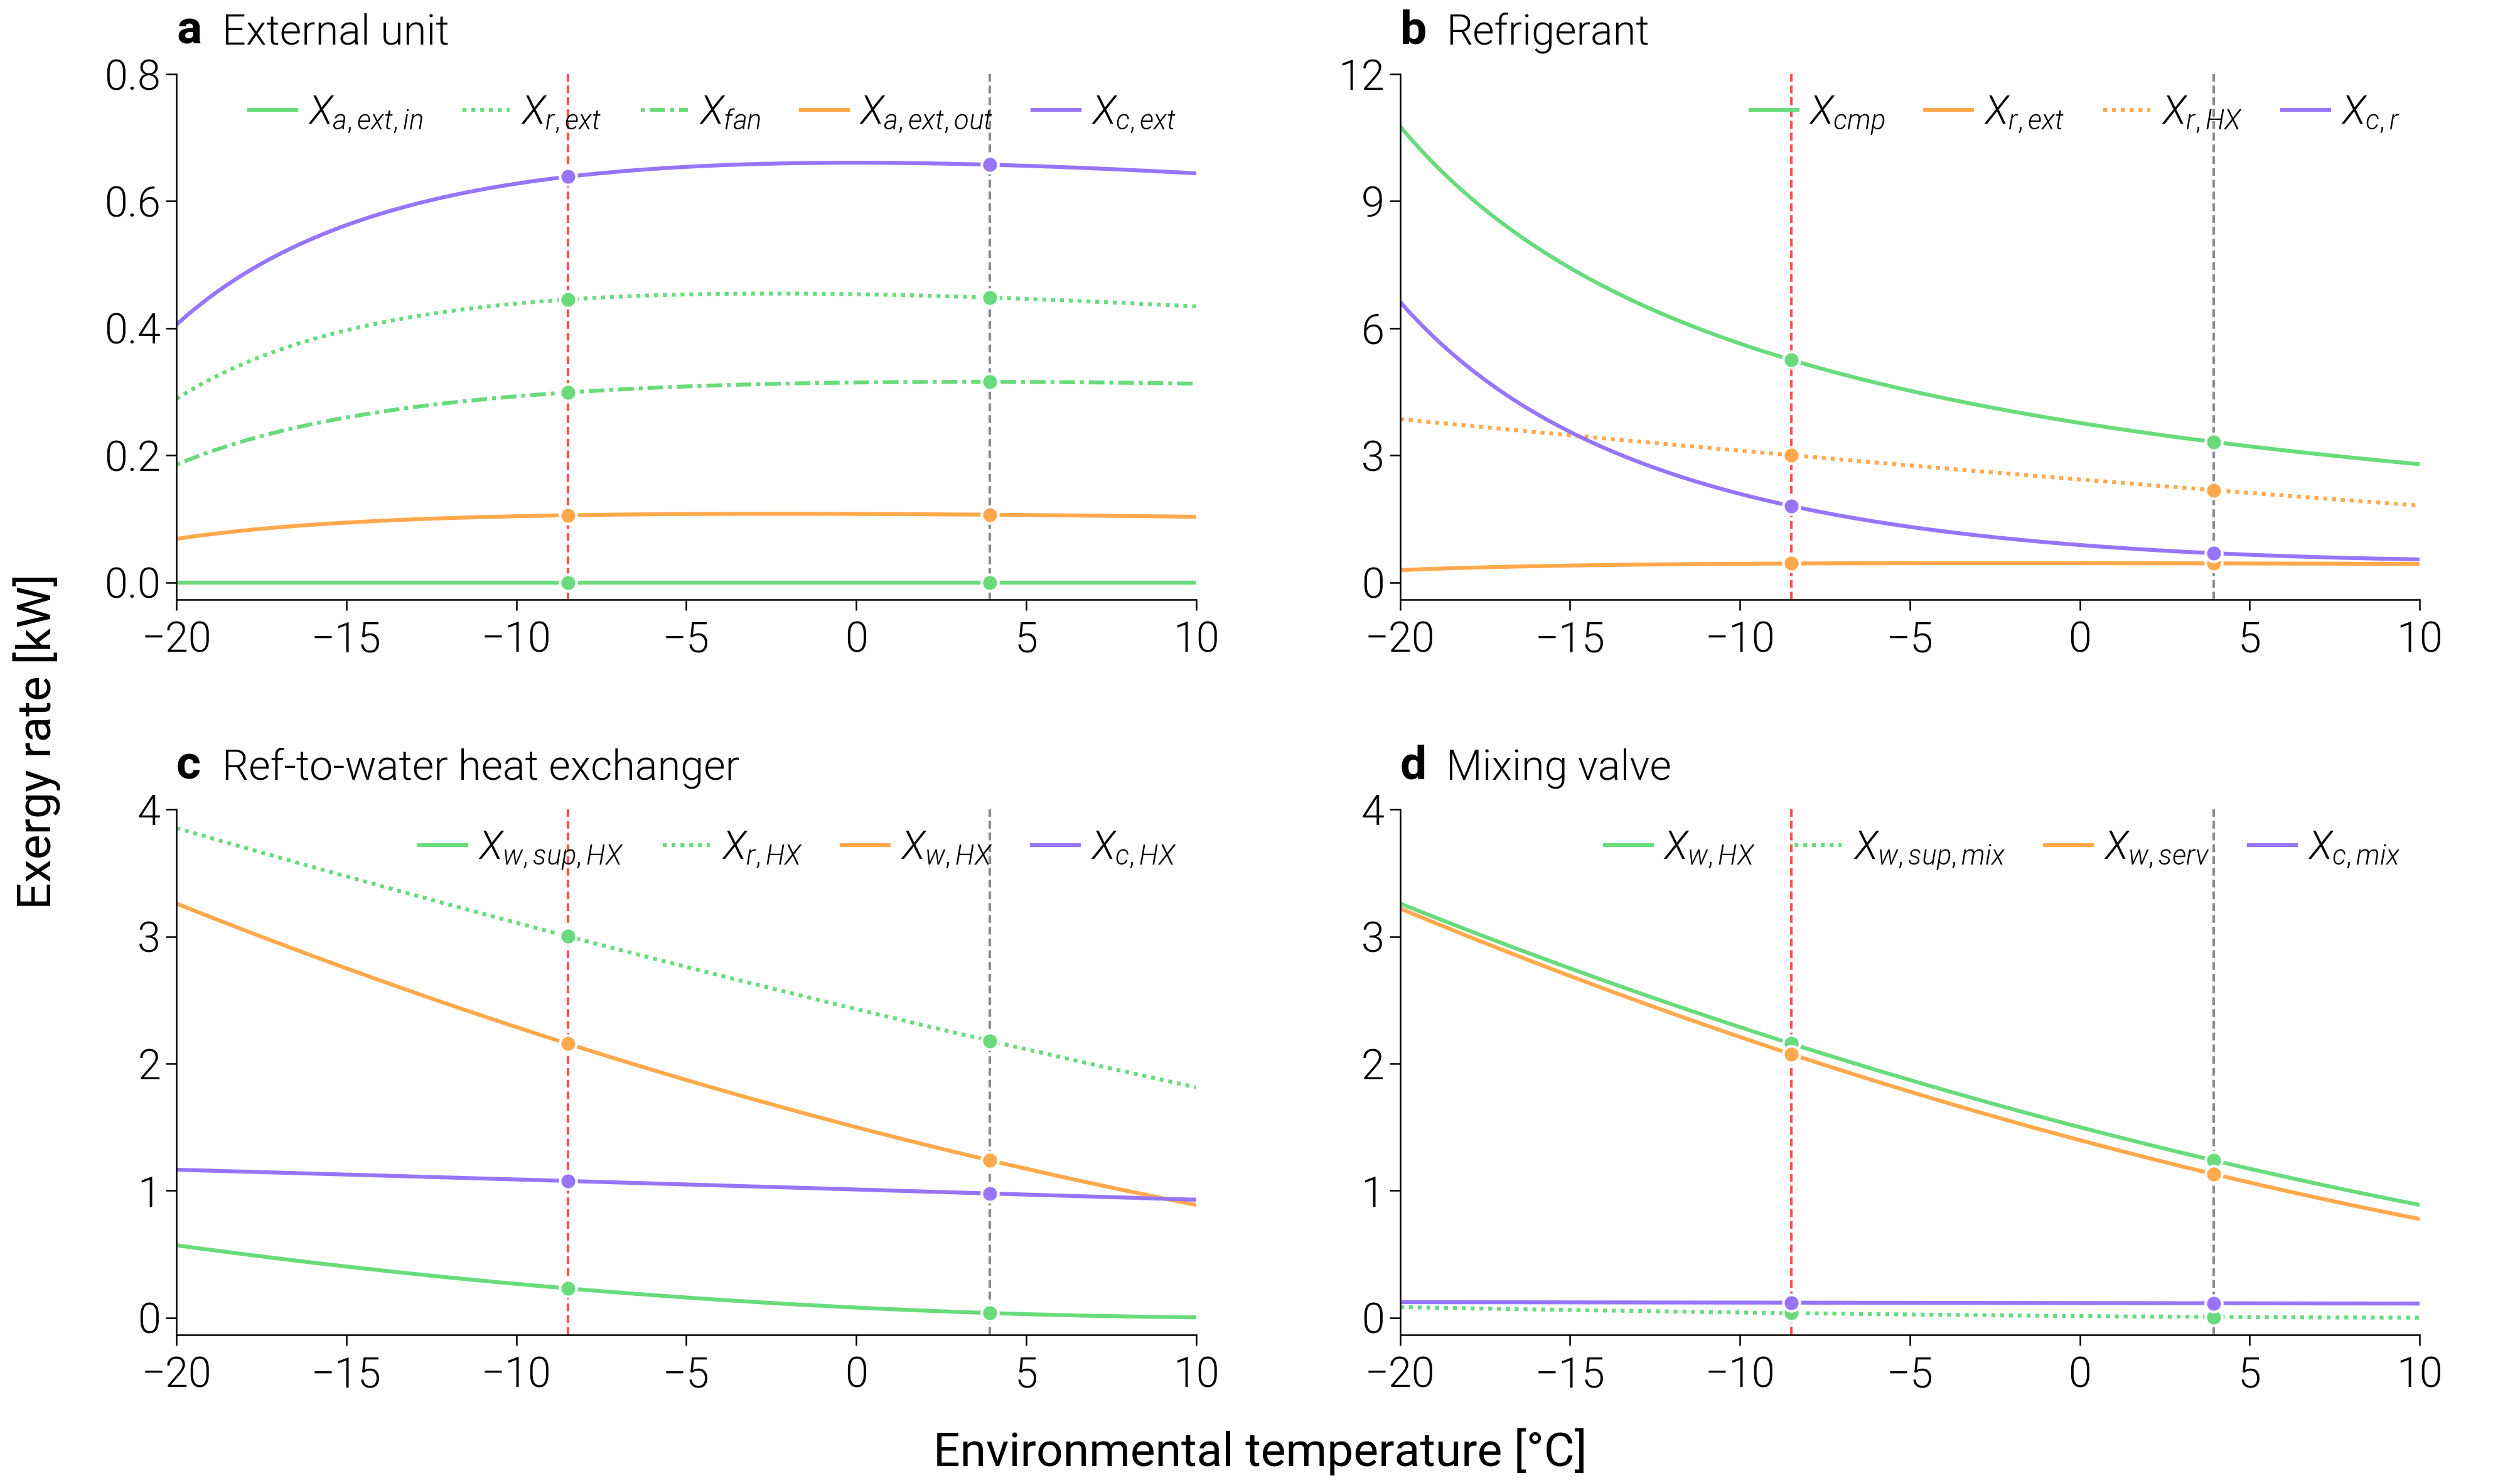 a External unit
0.8
X_{a, ext, in} X_{r, ext} X_{fan} X_{a, ext, out} X_{c, ext}
0.6
0.4
0.2
0.0
−20 −15 −10 −5 0 5 10
b Refrigerant
12
X_{cmp} X_{r, ext} X_{r, HX} X_{c, r}
9
6
3
0
−20 −15 −10 −5 0 5 10
Exergy rate [kW]
c Ref-to-water heat exchanger
4
X_{w, sup, HX} X_{r, HX} X_{w, HX} X_{c, HX}
3
2
1
0
−20 −15 −10 −5 0 5 10
d Mixing valve
4
X_{w, HX} X_{w, sup, mix} X_{w, serv} X_{c, mix}
3
2
1
0
−20 −15 −10 −5 0 5 10
Environmental temperature [°C]